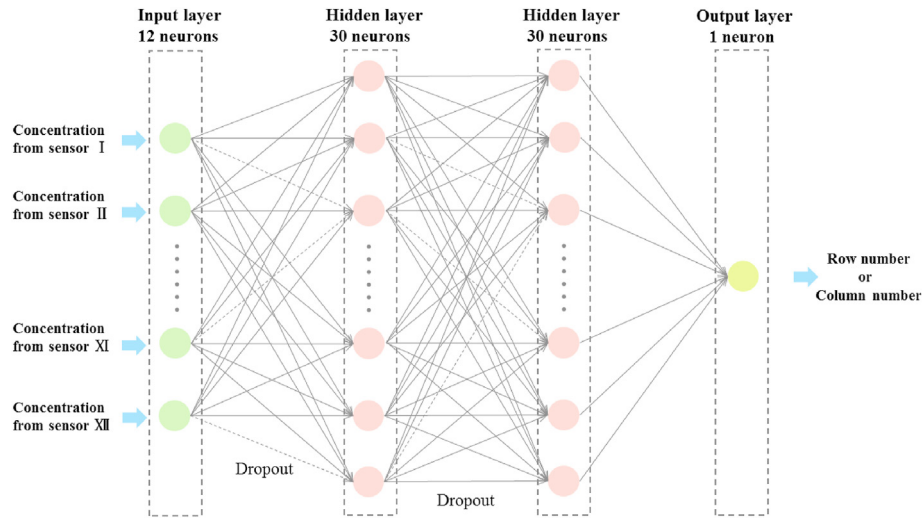 Input layer
12 neurons
Hidden layer
30 neurons
Hidden layer
30 neurons
Output layer
1 neuron
Concentration
from sensor Ⅰ
Concentration
from sensor Ⅱ
Concentration
from sensor Ⅺ
Concentration
from sensor Ⅻ
Dropout
Dropout
Row number
or
Column number